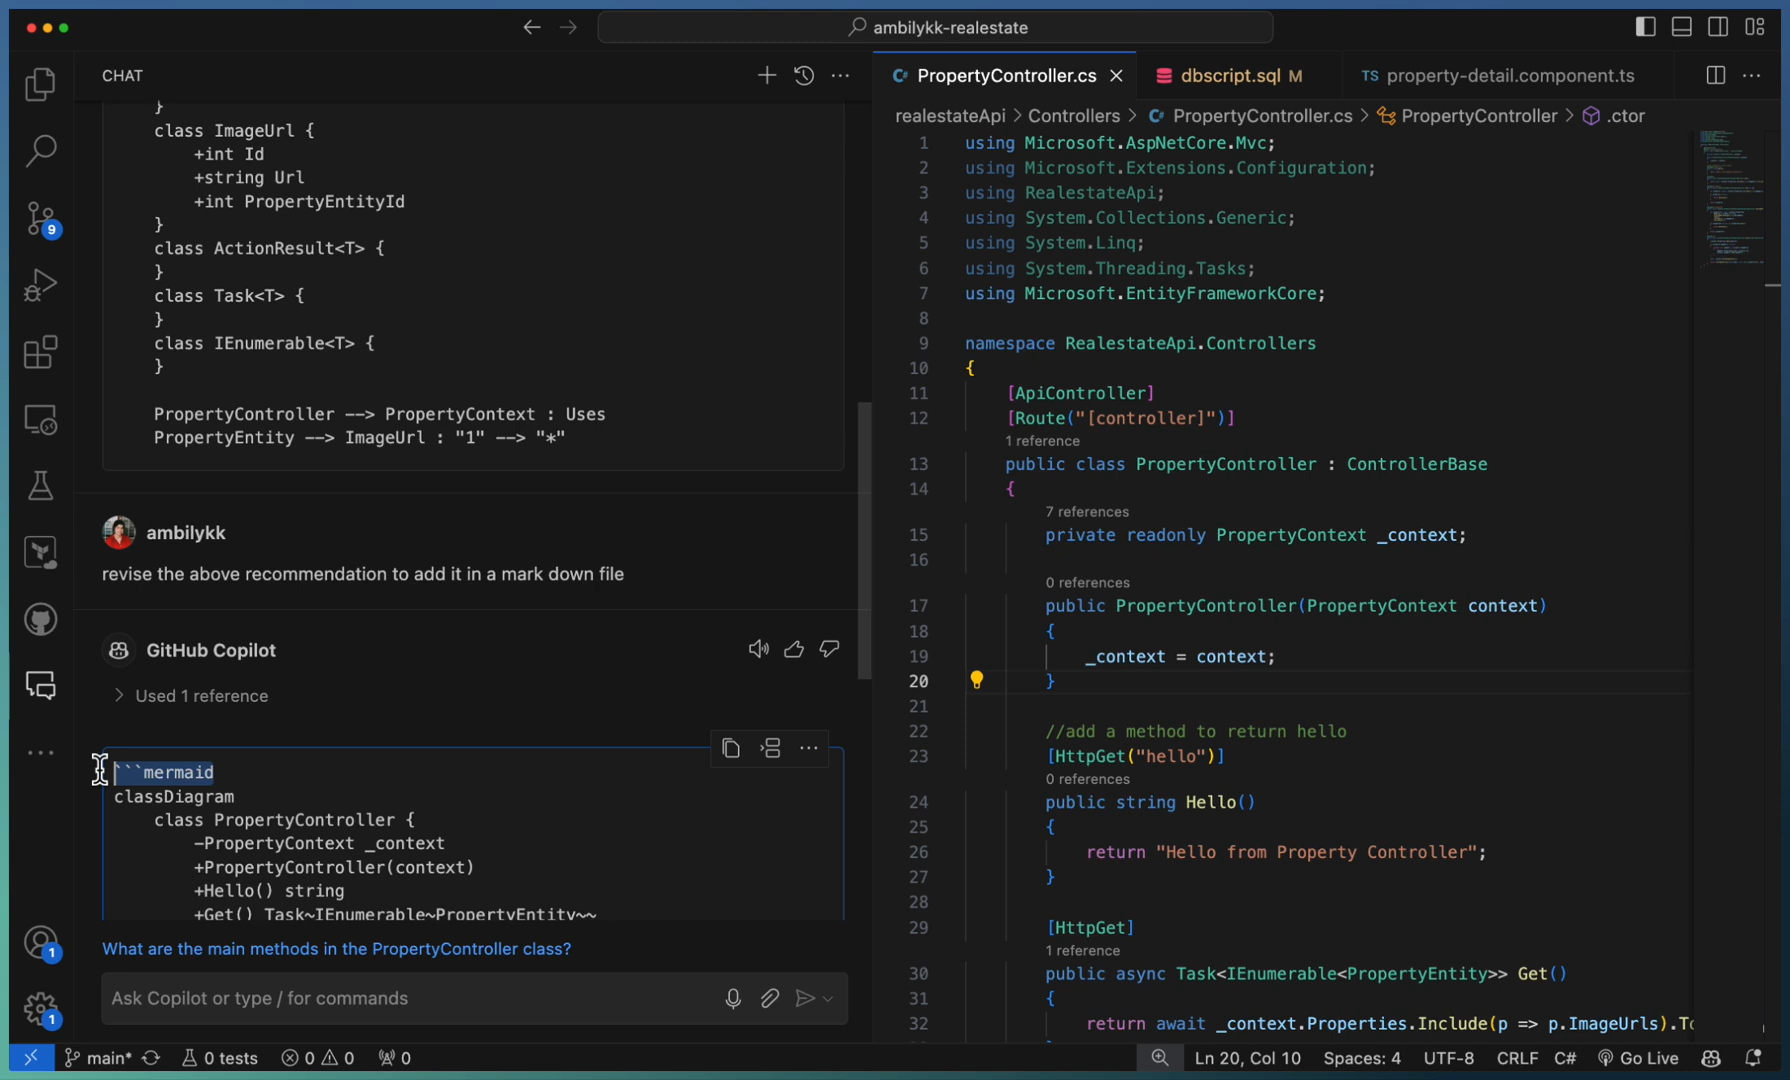 ambilykk-realestate
CHAT
}
class ImageUrl {
+int Id
+string Url
+int PropertyEntityId
}
class ActionResult<T> {
}
class Task<T> {
}
class IEnumerable<T> {
}
PropertyController --> PropertyContext : Uses
PropertyEntity --> ImageUrl : "1" --> "*"
ambilykk
revise the above recommendation to add it in a mark down file
GitHub Copilot
Used 1 reference
```mermaid
classDiagram
class PropertyController {
-PropertyContext _context
+PropertyController(context)
+Hello() string
+Get() Task~IEnumerable~PropertyEntity~~
What are the main methods in the PropertyController class?
Ask Copilot or type / for commands
9
1
1
C# PropertyController.cs
dbscript.sql M
TS property-detail.component.ts
realestateApi > Controllers > C# PropertyController.cs > PropertyController > .ctor
1 using Microsoft.AspNetCore.Mvc;
2 using Microsoft.Extensions.Configuration;
3 using RealestateApi;
4 using System.Collections.Generic;
5 using System.Linq;
6 using System.Threading.Tasks;
7 using Microsoft.EntityFrameworkCore;
8
9 namespace RealestateApi.Controllers
10 {
11 [ApiController]
12 [Route("[controller]")]
1 reference
13 public class PropertyController : ControllerBase
14 {
7 references
15 private readonly PropertyContext _context;
16
0 references
17 public PropertyController(PropertyContext context)
18 {
19 _context = context;
20 }
21
22 //add a method to return hello
23 [HttpGet("hello")]
0 references
24 public string Hello()
25 {
26 return "Hello from Property Controller";
27 }
28
29 [HttpGet]
1 reference
30 public async Task<IEnumerable<PropertyEntity>> Get()
31 {
32 return await _context.Properties.Include(p => p.ImageUrls).To
main* 0 tests 0 0 0 Ln 20, Col 10 Spaces: 4 UTF-8 CRLF C# Go Live